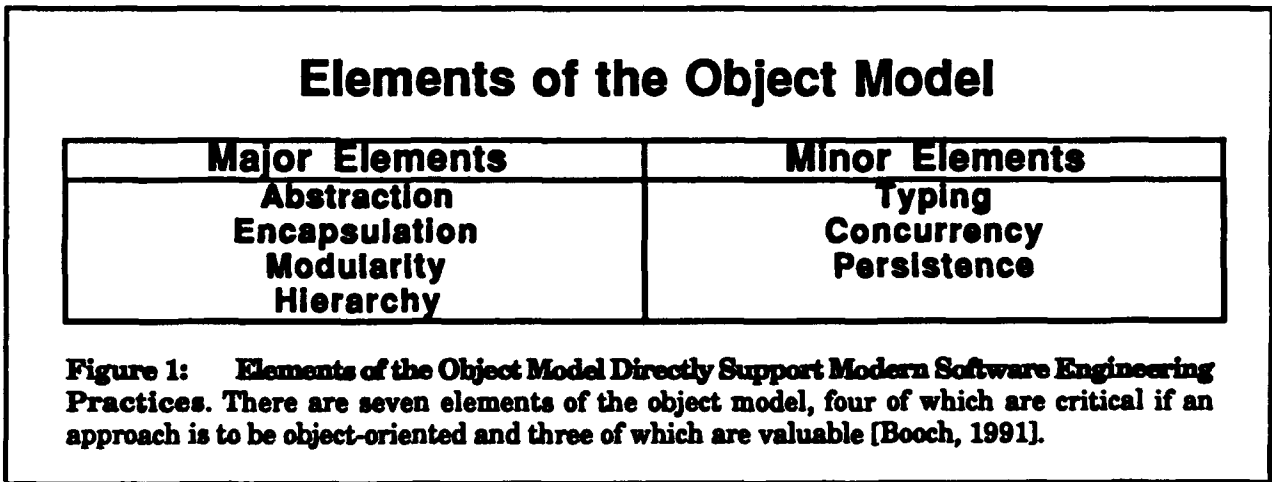 Elements of the Object Model
Major Elements Minor Elements
Abstraction Typing
Encapsulation Concurrency
Modularity Persistence
Hierarchy
Figure 1: Elements of the Object Model Directly Support Modern Software Engineering
Practices. There are seven elements of the object model, four of which are critical if an
approach is to be object-oriented and three of which are valuable [Booch, 1991].